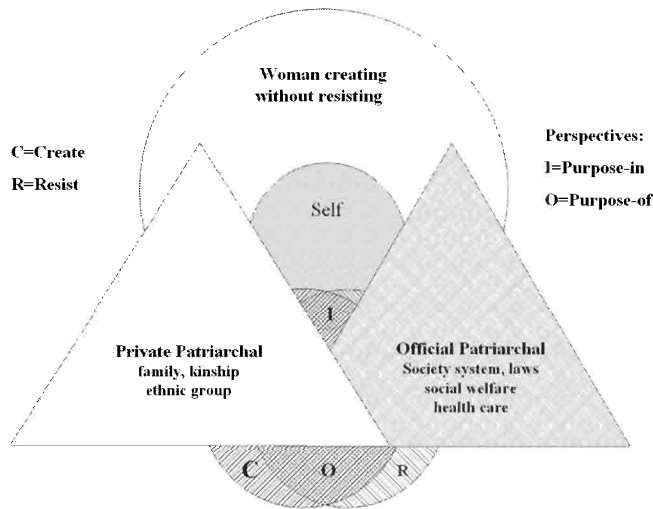 Woman creating
without resisting
C=Create
R=Resist
Perspectives:
I=Purpose-in
O=Purpose-of
Self
I
Private Patriarchal
family, kinship
ethnic group
Official Patriarchal
Society system, laws
social welfare
health care
C
O
R